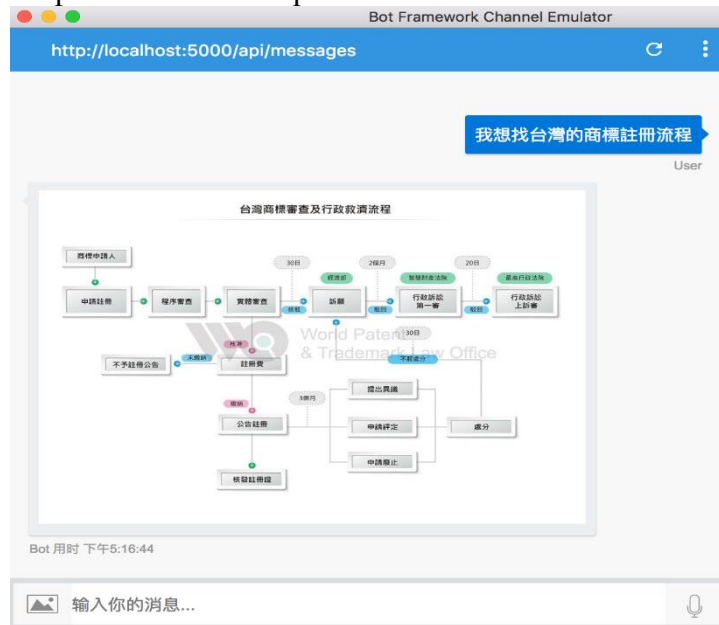 Bot Framework Channel Emulator
http://localhost:5000/api/messages
我想找台灣的商標註冊流程
User
台灣商標審查及行政救濟流程
商標申請人
30日
2個月
20日
經濟部
智慧財產法院
最高行政法院
申請註冊
程序審查
實體審查
核駁
訴願
駁回
行政訴訟
第一審
駁回
行政訴訟
上訴審
World Patent
& Trademark Law Office
核准
30日
不服處分
不予註冊公告
未繳納
註冊費
繳納
3個月
提出異議
公告註冊
申請評定
處分
申請廢止
核發註冊證
Bot 用时 下午5:16:44
输入你的消息...